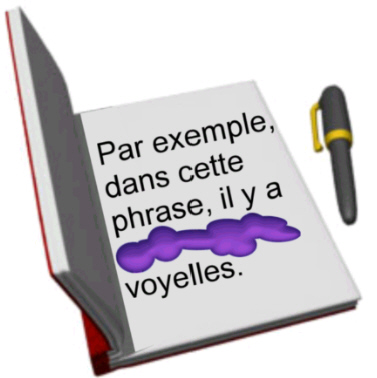 Par exemple,
dans cette
phrase, il y a
voyelles.